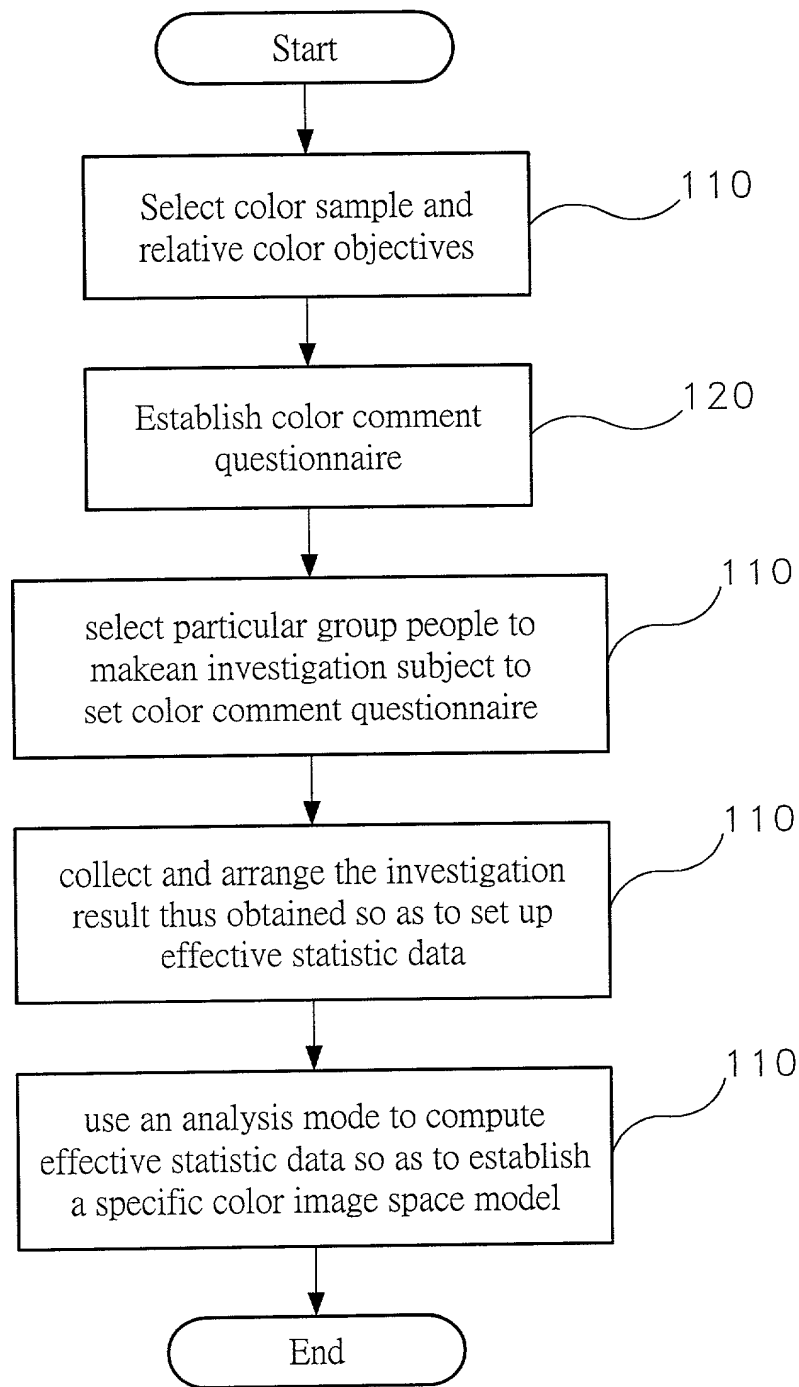 Start
Select color sample and
relative color objectives
110
Establish color comment
questionnaire
120
select particular group people to
makean investigation subject to
set color comment questionnaire
110
collect and arrange the investigation
result thus obtained so as to set up
effective statistic data
110
use an analysis mode to compute
effective statistic data so as to establish
a specific color image space model
110
End